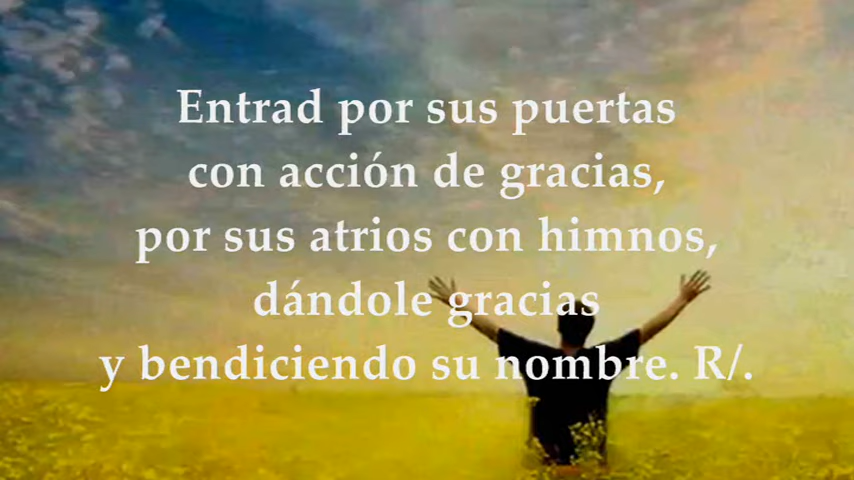 Entrad por sus puertas
con acción de gracias,
por sus atrios con himnos,
dándole gracias
y bendiciendo su nombre. R/.